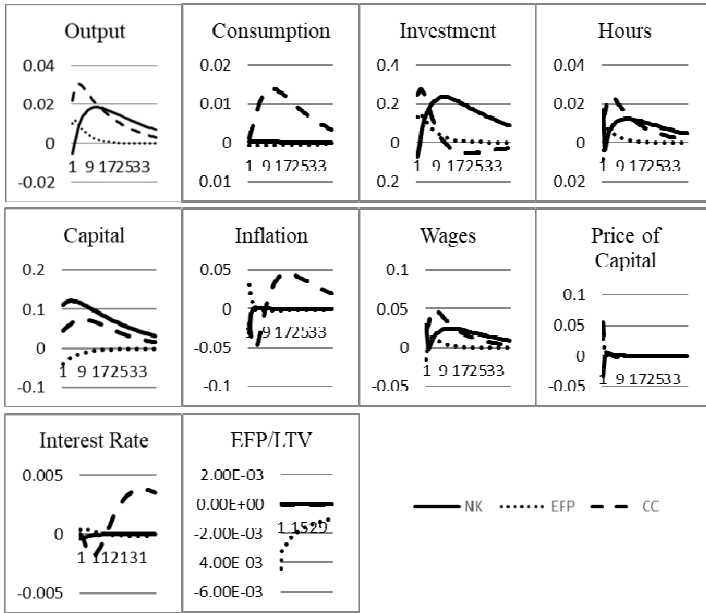 Output
0.04
0.02
0
-0.02
1 9 172533
Consumption
0.02
0.01
0
0.01
1 9 172533
Investment
0.4
0.2
0
0.2
1 9 172533
Hours
0.04
0.02
0
0.02
1 9 172533
Capital
0.2
0.1
0
-0.1
1 9 172533
Inflation
0.05
0
-0.05
-0.1
9 172533
Wages
0.1
0.05
0
-0.05
1 9 172533
Price of
Capital
0.1
0.05
0
-0.05
1 9 172533
Interest Rate
0.005
0
-0.005
1 112131
EFP/LTV
2.00E-03
0.00E+00
-2.00E-03
-4.00E-03
-6.00E-03
1 1529
NK
EFP
CC